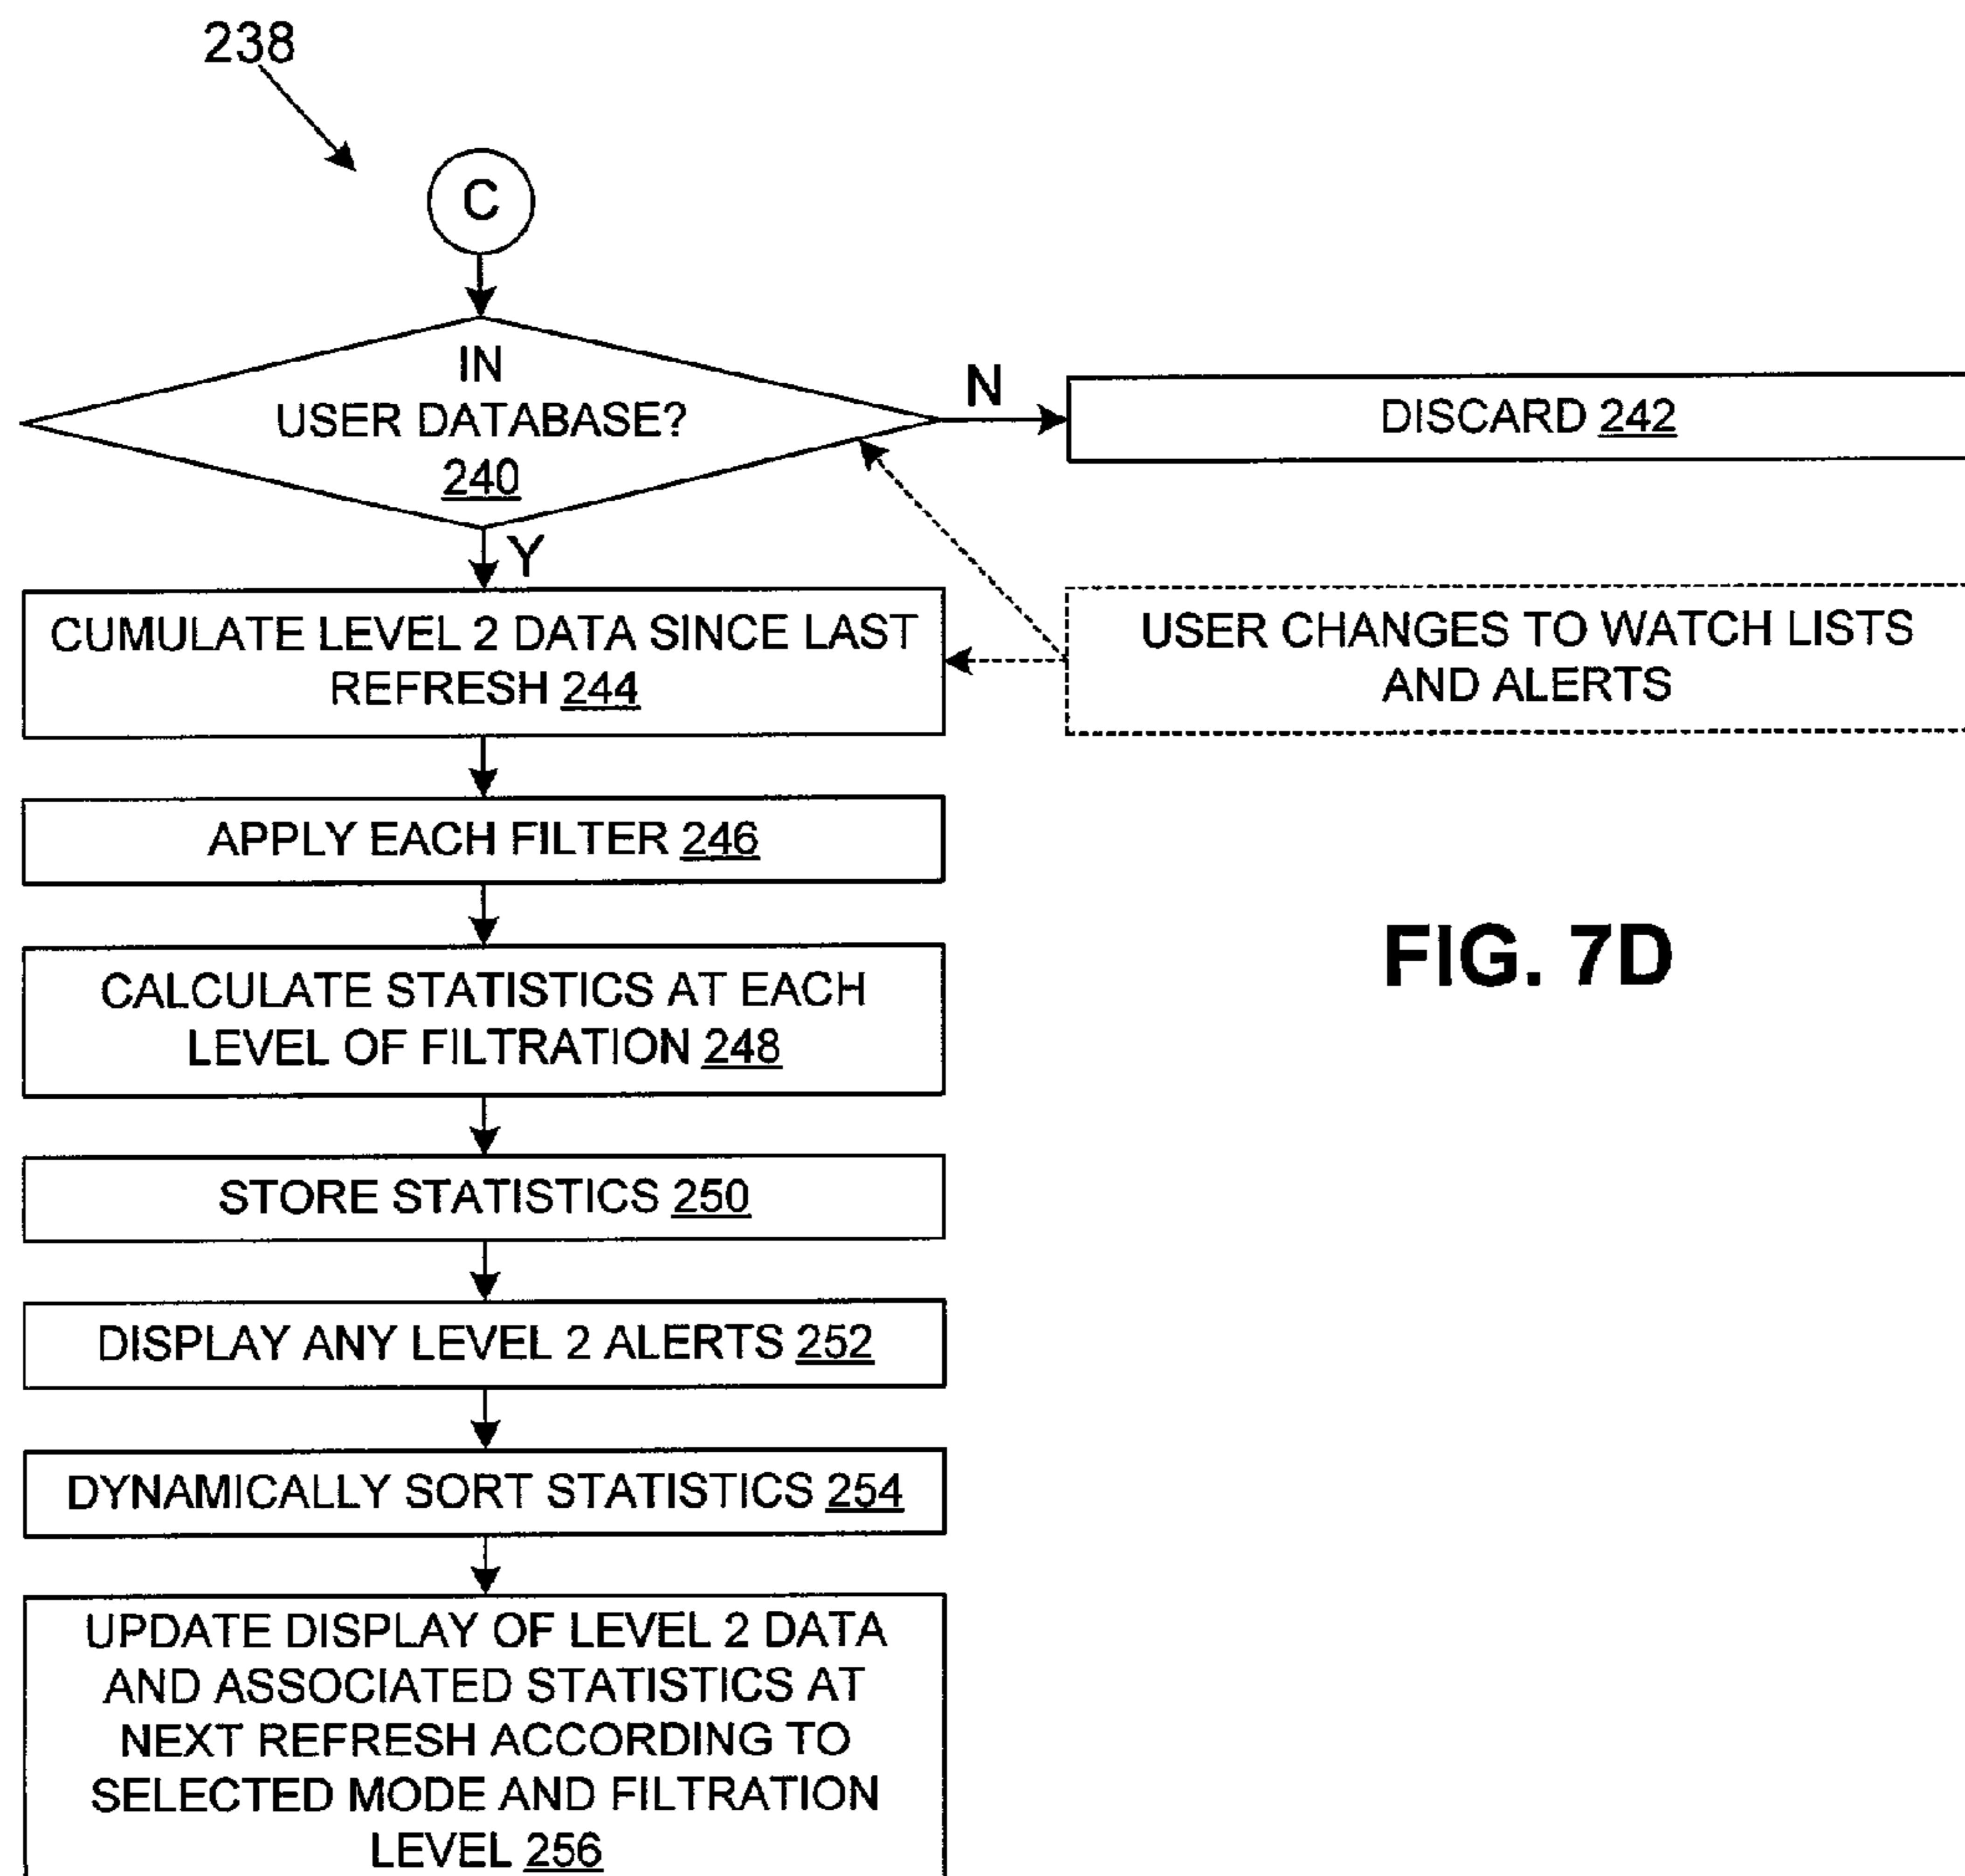 238
C
IN
USER DATABASE?
240
N
DISCARD 242
Y
CUMULATE LEVEL 2 DATA SINCE LAST
REFRESH 244
USER CHANGES TO WATCH LISTS
AND ALERTS
APPLY EACH FILTER 246
CALCULATE STATISTICS AT EACH
LEVEL OF FILTRATION 248
FIG. 7D
STORE STATISTICS 250
DISPLAY ANY LEVEL 2 ALERTS 252
DYNAMICALLY SORT STATISTICS 254
UPDATE DISPLAY OF LEVEL 2 DATA
AND ASSOCIATED STATISTICS AT
NEXT REFRESH ACCORDING TO
SELECTED MODE AND FILTRATION
LEVEL 256